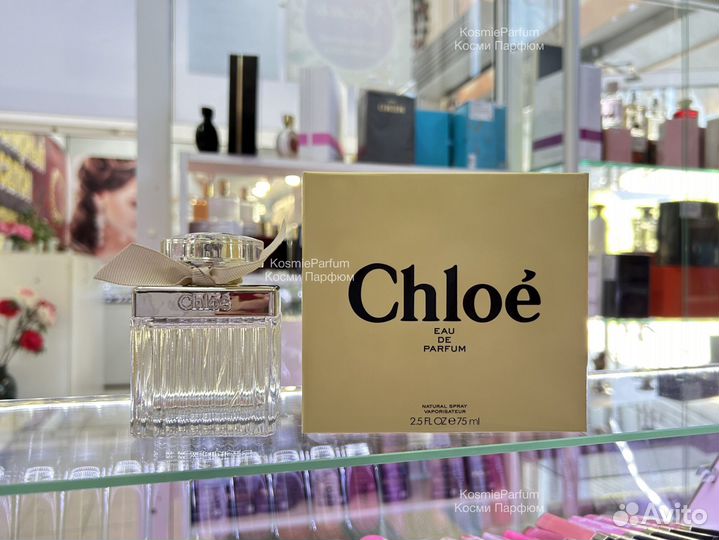 KosmieParfum
Косми Парфюм
KosmieParfum
Косми Парфюм
Chloé
Chloé
EAU
DE
PARFUM
NATURAL SPRAY
VAPORISATEUR
2.5 FL OZ e 75 ml
KosmieParfum
Косми Парфюм
Avito